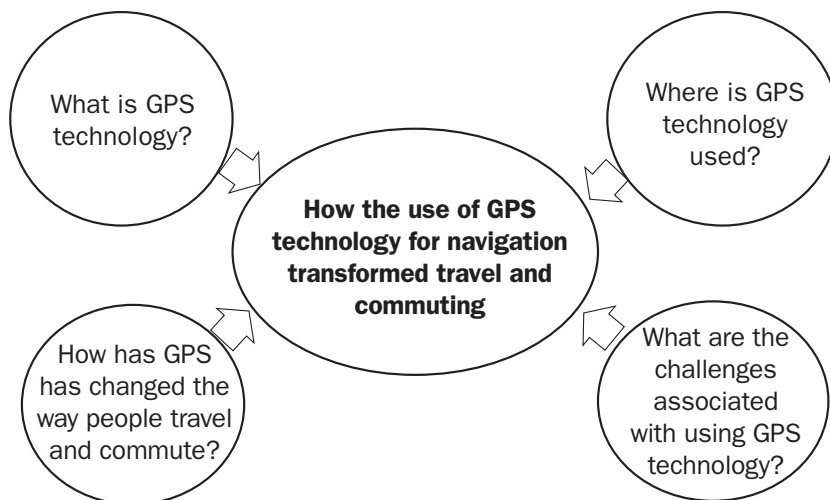 What is GPS
technology?
Where is GPS
technology
used?
How the use of GPS
technology for navigation
transformed travel and
commuting
How has GPS
has changed the
way people travel
and commute?
What are the
challenges
associated
with using GPS
technology?